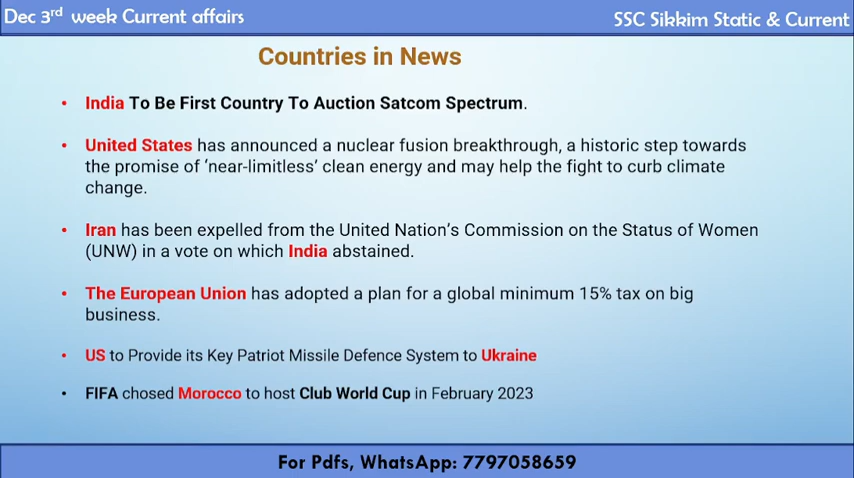 Dec 3rd week Current affairs
SSC Sikkim Static & Current
Countries in News
• India To Be First Country To Auction Satcom Spectrum.
• United States has announced a nuclear fusion breakthrough, a historic step towards
the promise of ‘near-limitless’ clean energy and may help the fight to curb climate
change.
• Iran has been expelled from the United Nation’s Commission on the Status of Women
(UNW) in a vote on which India abstained.
• The European Union has adopted a plan for a global minimum 15% tax on big
business.
• US to Provide its Key Patriot Missile Defence System to Ukraine
• FIFA chosed Morocco to host Club World Cup in February 2023
For Pdfs, WhatsApp: 7797058659